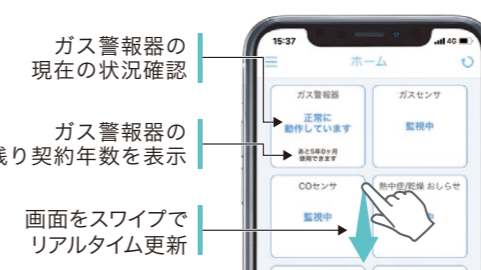 ガス警報器の
現在の状況確認
ガス警報器の
残り契約年数を表示
画面をスワイプで
リアルタイム更新
15:37
4G
ホーム
ガス警報器
正常に
動作しています
あと5年0ヶ月
使用できます
ガスセンサ
監視中
COセンサ
監視中
熱中症/乾燥 おしらせ
中